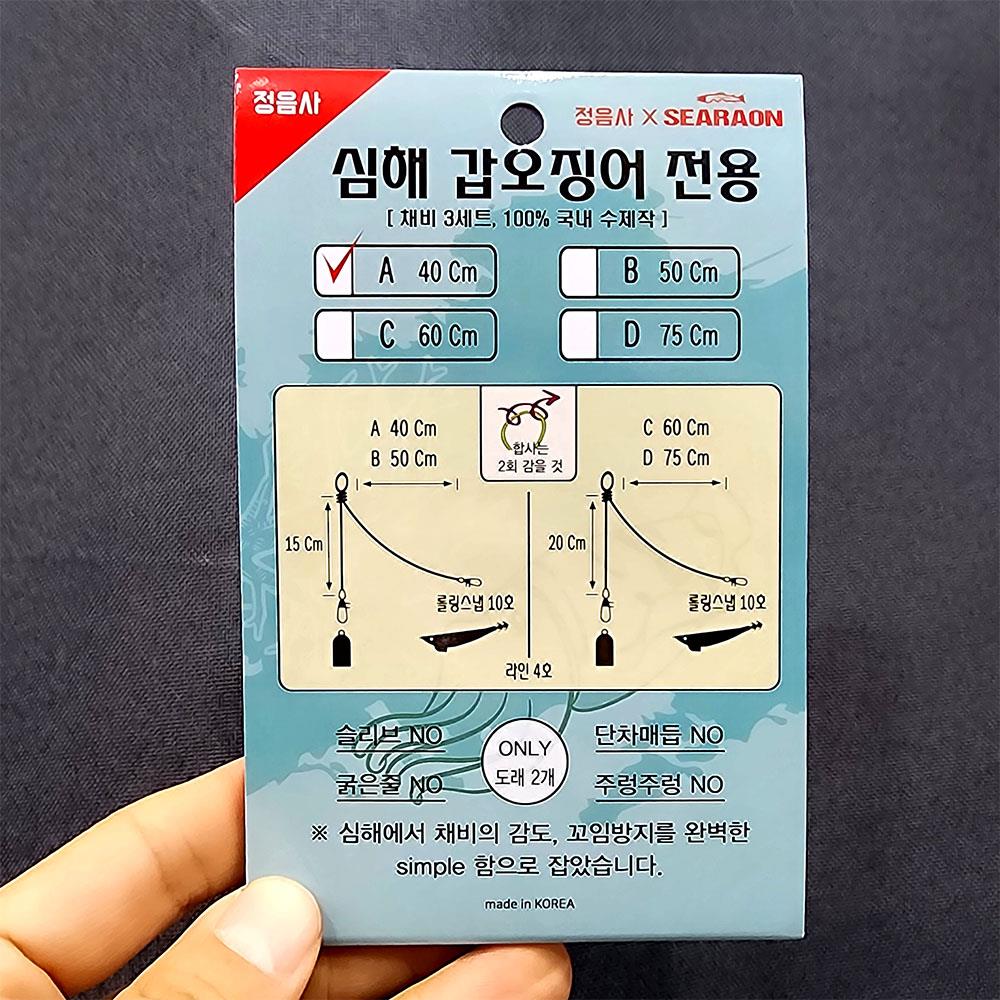 정음사
정음사 X SEARAON
심해 갑오징어 전용
[ 채비 3세트, 100% 국내 수제작 ]
A 40 Cm
B 50 Cm
C 60 Cm
D 75 Cm
합사는
2회 감을 것
A 40 Cm
B 50 Cm
15 Cm
롤링스냅 10호
C 60 Cm
D 75 Cm
20 Cm
롤링스냅 10호
라인 4호
슬리브 NO
단차매듭 NO
ONLY
도래 2개
굵은줄 NO
주렁주렁 NO
※ 심해에서 채비의 감도, 꼬임방지를 완벽한
simple 함으로 잡았습니다.
made in KOREA